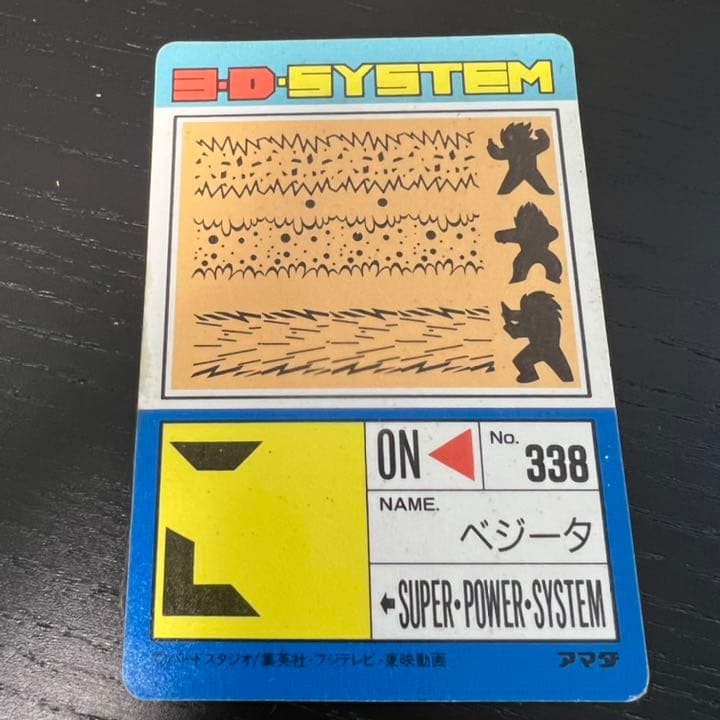 3·D·SYSTEM
ON
No. 338
NAME.
ベジータ
←SUPER·POWER·SYSTEM
©バードスタジオ/集英社・フジテレビ・東映動画
アマダ